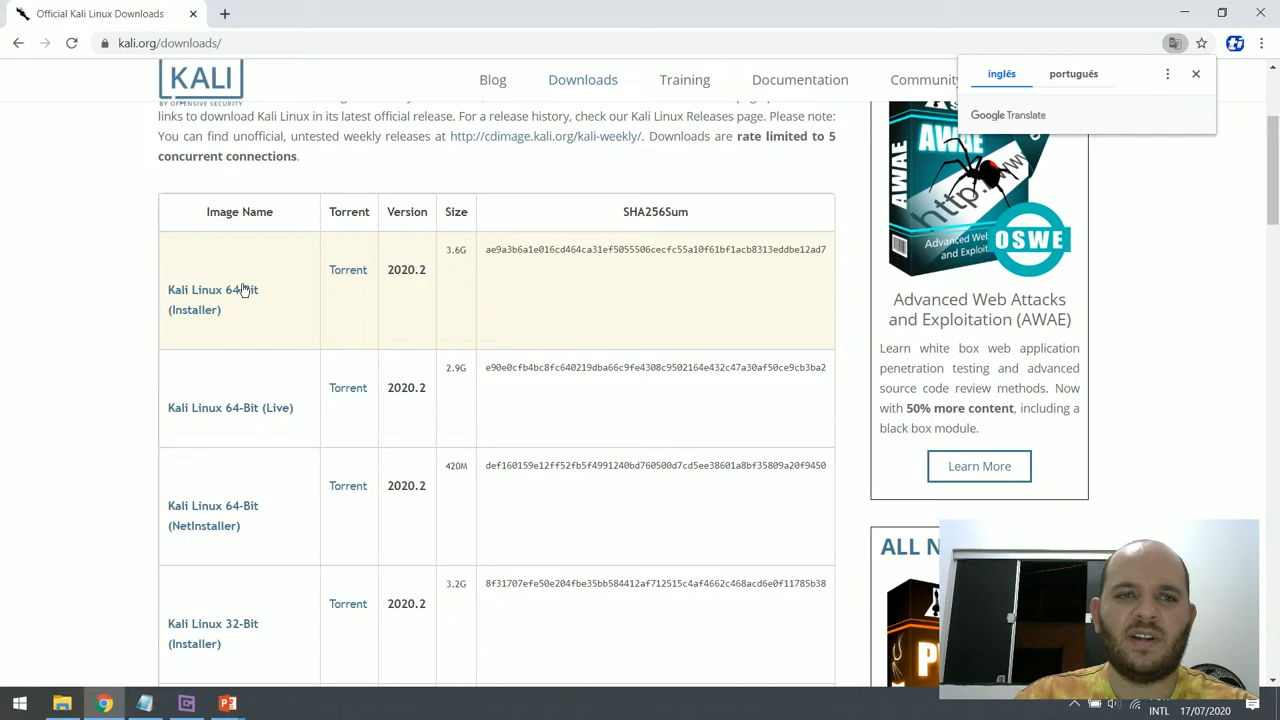 Official Kali Linux Downloads
kali.org/downloads/
inglês
português
Google Translate
KALI
BY OFFENSIVE SECURITY
Blog
Downloads
Training
Documentation
Community
links to download Kali Linux in its latest official release. For a release history, check our Kali Linux Releases page. Please note:
You can find unofficial, untested weekly releases at http://cdimage.kali.org/kali-weekly/. Downloads are rate limited to 5
concurrent connections.
Image Name
Torrent
Version
Size
SHA256Sum
Kali Linux 64-Bit
(Installer)
Torrent
2020.2
3.6G
ae9a3b6a1e016cd464ca31ef5055506cecfc55a10f61bf1acb8313eddbe12ad7
Kali Linux 64-Bit (Live)
Torrent
2020.2
2.9G
e90e0cfb4bc8fc640219dba66c9fe4308c9502164e432c47a30af50ce9cb3ba2
Kali Linux 64-Bit
(NetInstaller)
Torrent
2020.2
420M
def160159e12ff52fb5f4991240bd760500d7cd5ee38601a8bf35809a20f9450
Kali Linux 32-Bit
(Installer)
Torrent
2020.2
3.2G
8f31707efe50e204fbe35bb584412af712515c4af4662c468acd6e0f11785b38
AWAE
AWAE
http://www
Advanced Web
and Exploitat
OSWE
Advanced Web Attacks
and Exploitation (AWAE)
Learn white box web application
penetration testing and advanced
source code review methods. Now
with 50% more content, including a
black box module.
Learn More
ALL N
INTL
17/07/2020